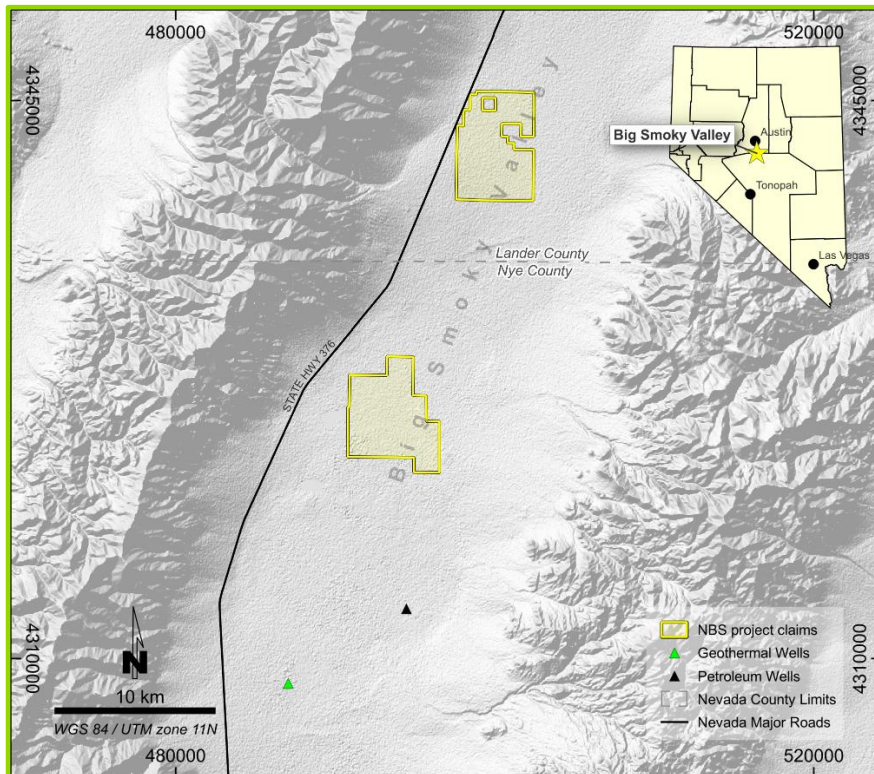 480000
520000
4345000
4345000
Big Smoky Valley
Austin
Tonopah
Las Vegas
Big Smoky Valley
Lander County
Nye County
STATE HWY 376
4310000
4310000
N
10 km
WGS 84 / UTM zone 11N
NBS project claims
Geothermal Wells
Petroleum Wells
Nevada County Limits
Nevada Major Roads
480000
520000